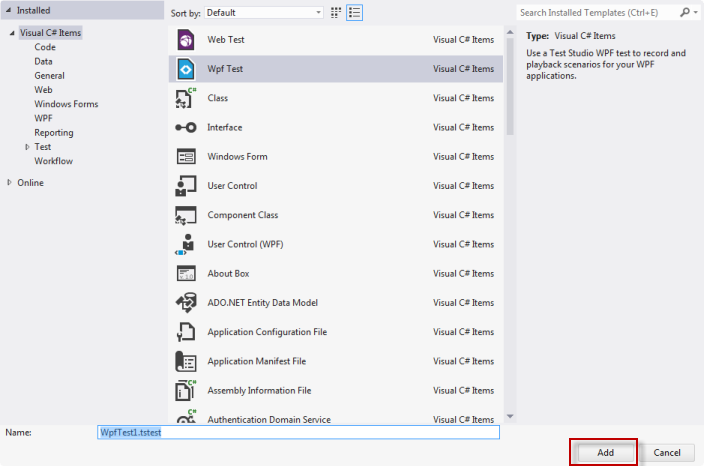 Installed
Sort by: Default
Search Installed Templates (Ctrl+E)
Visual C# Items
Code
Data
General
Web
Windows Forms
WPF
Reporting
Test
Workflow
Online
Web Test Visual C# Items
Wpf Test Visual C# Items
C# Class Visual C# Items
Interface Visual C# Items
Windows Form Visual C# Items
User Control Visual C# Items
Component Class Visual C# Items
User Control (WPF) Visual C# Items
About Box Visual C# Items
ADO.NET Entity Data Model Visual C# Items
Application Configuration File Visual C# Items
Application Manifest File Visual C# Items
C# Assembly Information File Visual C# Items
C# Authentication Domain Service Visual C# Items
Type: Visual C# Items
Use a Test Studio WPF test to record and
playback scenarios for your WPF
applications.
Name: WpfTest1.tstest
Add Cancel